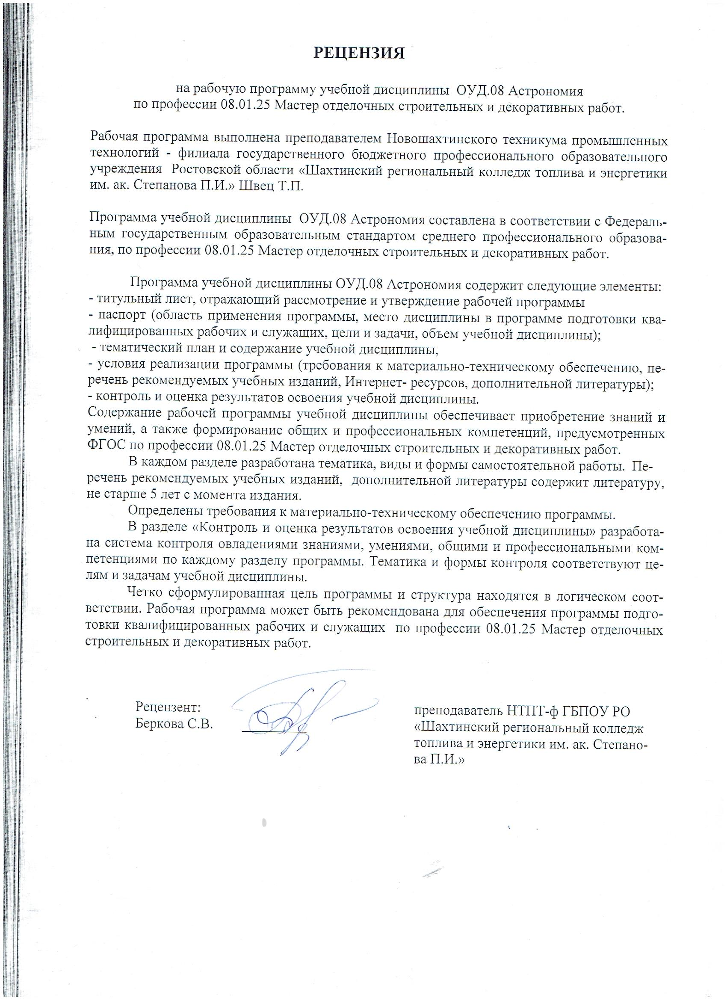 РЕЦЕНЗИЯ
на рабочую программу учебной дисциплины  ОУД.08 Астрономия
по профессии 08.01.25 Мастер отделочных строительных и декоративных работ.
Рабочая программа выполнена преподавателем Новошахтинского техникума промышленных
технологий - филиала государственного бюджетного профессионального образовательного
учреждения  Ростовской области «Шахтинский региональный колледж топлива и энергетики
им. ак. Степанова П.И.» Швец Т.П.
Программа учебной дисциплины  ОУД.08 Астрономия составлена в соответствии с Федераль-
ным государственным образовательным стандартом среднего профессионального образова-
ния, по профессии 08.01.25 Мастер отделочных строительных и декоративных работ.
Программа учебной дисциплины ОУД.08 Астрономия содержит следующие элементы:
- титульный лист, отражающий рассмотрение и утверждение рабочей программы
- паспорт (область применения программы, место дисциплины в программе подготовки ква-
лифицированных рабочих и служащих, цели и задачи, объем учебной дисциплины);
- тематический план и содержание учебной дисциплины,
- условия реализации программы (требования к материально-техническому обеспечению, пе-
речень рекомендуемых учебных изданий, Интернет- ресурсов, дополнительной литературы);
- контроль и оценка результатов освоения учебной дисциплины.
Содержание рабочей программы учебной дисциплины обеспечивает приобретение знаний и
умений, а также формирование общих и профессиональных компетенций, предусмотренных
ФГОС по профессии 08.01.25 Мастер отделочных строительных и декоративных работ.
В каждом разделе разработана тематика, виды и формы самостоятельной работы.  Пе-
речень рекомендуемых учебных изданий,  дополнительной литературы содержит литературу,
не старше 5 лет с момента издания.
Определены требования к материально-техническому обеспечению программы.
В разделе «Контроль и оценка результатов освоения учебной дисциплины» разработа-
на система контроля овладениями знаниями, умениями, общими и профессиональными ком-
петенциями по каждому разделу программы. Тематика и формы контроля соответствуют це-
лям и задачам учебной дисциплины.
Четко сформулированная цель программы и структура находятся в логическом соот-
ветствии. Рабочая программа может быть рекомендована для обеспечения программы подго-
товки квалифицированных рабочих и служащих  по профессии 08.01.25 Мастер отделочных
строительных и декоративных работ.
Рецензент:
Беркова С.В.
преподаватель НТПТ-ф ГБПОУ РО
«Шахтинский региональный колледж
топлива и энергетики им. ак. Степано-
ва П.И.»